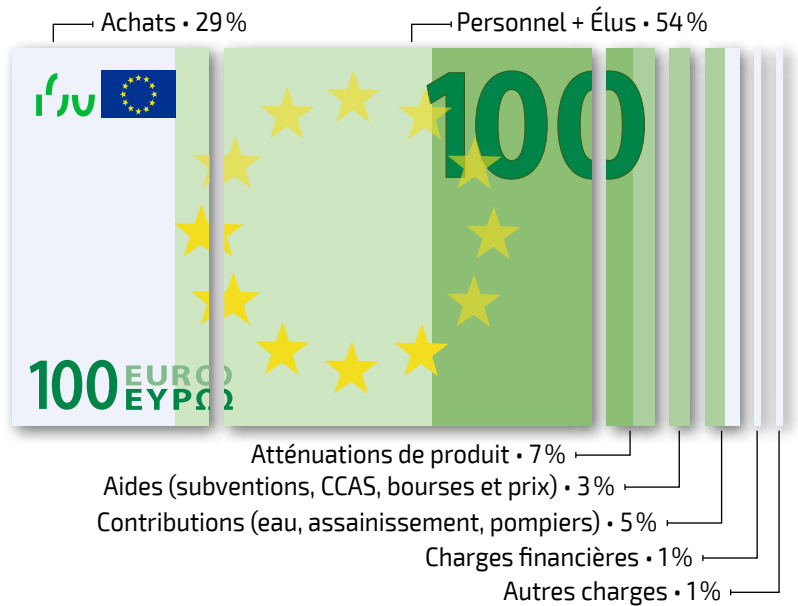 Achats • 29 %
Personnel + Élus • 54 %
100
100 EURO
ΕΥΡΩ
Atténuations de produit • 7 %
Aides (subventions, CCAS, bourses et prix) • 3 %
Contributions (eau, assainissement, pompiers) • 5 %
Charges financières • 1 %
Autres charges • 1 %